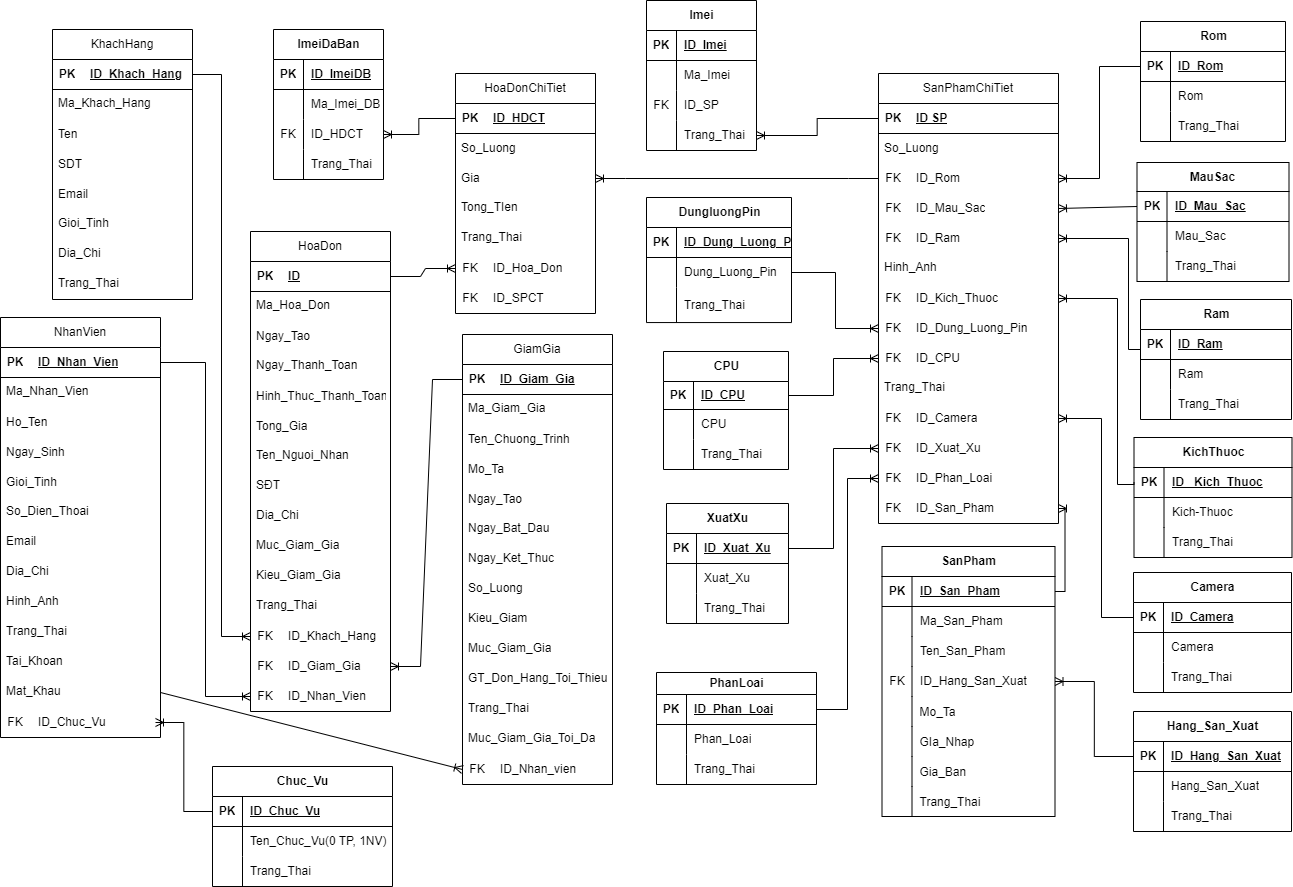 KhachHang
PK ID_Khach_Hang
Ma_Khach_Hang
Ten
SDT
Email
Gioi_Tinh
Dia_Chi
Trang_Thai
ImeiDaBan
PK ID_ImeiDB
Ma_Imei_DB
FK ID_HDCT
Trang_Thai
HoaDonChiTiet
PK ID_HDCT
So_Luong
Gia
Tong_TIen
Trang_Thai
FK ID_Hoa_Don
FK ID_SPCT
Imei
PK ID_Imei
Ma_Imei
FK ID_SP
Trang_Thai
SanPhamChiTiet
PK ID SP
So_Luong
FK ID_Rom
FK ID_Mau_Sac
FK ID_Ram
Hinh_Anh
FK ID_Kich_Thuoc
FK ID_Dung_Luong_Pin
FK ID_CPU
Trang_Thai
FK ID_Camera
FK ID_Xuat_Xu
FK ID_Phan_Loai
FK ID_San_Pham
Rom
PK ID_Rom
Rom
Trang_Thai
MauSac
PK ID_Mau_Sac
Mau_Sac
Trang_Thai
Ram
PK ID_Ram
Ram
Trang_Thai
KichThuoc
PK ID_ Kich_Thuoc
Kich-Thuoc
Trang_Thai
Camera
PK ID_Camera
Camera
Trang_Thai
Hang_San_Xuat
PK ID_Hang_San_Xuat
Hang_San_Xuat
Trang_Thai
DungluongPin
PK ID_Dung_Luong_P
Dung_Luong_Pin
Trang_Thai
CPU
PK ID_CPU
CPU
Trang_Thai
XuatXu
PK ID_Xuat_Xu
Xuat_Xu
Trang_Thai
PhanLoai
PK ID_Phan_Loai
Phan_Loai
Trang_Thai
SanPham
PK ID_San_Pham
Ma_San_Pham
Ten_San_Pham
FK ID_Hang_San_Xuat
Mo_Ta
GIa_Nhap
Gia_Ban
Trang_Thai
HoaDon
PK ID
Ma_Hoa_Don
Ngay_Tao
Ngay_Thanh_Toan
Hinh_Thuc_Thanh_Toan
Tong_Gia
Ten_Nguoi_Nhan
SĐT
Dia_Chi
Muc_Giam_Gia
Kieu_Giam_Gia
Trang_Thai
FK ID_Khach_Hang
FK ID_Giam_Gia
FK ID_Nhan_Vien
NhanVien
PK ID_Nhan_Vien
Ma_Nhan_Vien
Ho_Ten
Ngay_Sinh
Gioi_Tinh
So_Dien_Thoai
Email
Dia_Chi
Hinh_Anh
Trang_Thai
Tai_Khoan
Mat_Khau
FK ID_Chuc_Vu
GiamGia
PK ID_Giam_Gia
Ma_Giam_Gia
Ten_Chuong_Trinh
Mo_Ta
Ngay_Tao
Ngay_Bat_Dau
Ngay_Ket_Thuc
So_Luong
Kieu_Giam
Muc_Giam_Gia
GT_Don_Hang_Toi_Thieu
Trang_Thai
Muc_Giam_Gia_Toi_Da
FK ID_Nhan_vien
Chuc_Vu
PK ID_Chuc_Vu
Ten_Chuc_Vu(0 TP, 1NV)
Trang_Thai